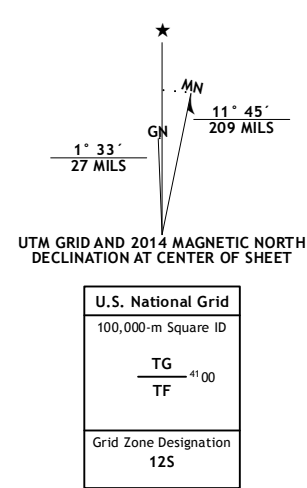 ★
MN
GN
11° 45´
209 MILS
1° 33´
27 MILS
UTM GRID AND 2014 MAGNETIC NORTH
DECLINATION AT CENTER OF SHEET
U.S. National Grid
100,000-m Square ID
TG
4100
TF
Grid Zone Designation
12S